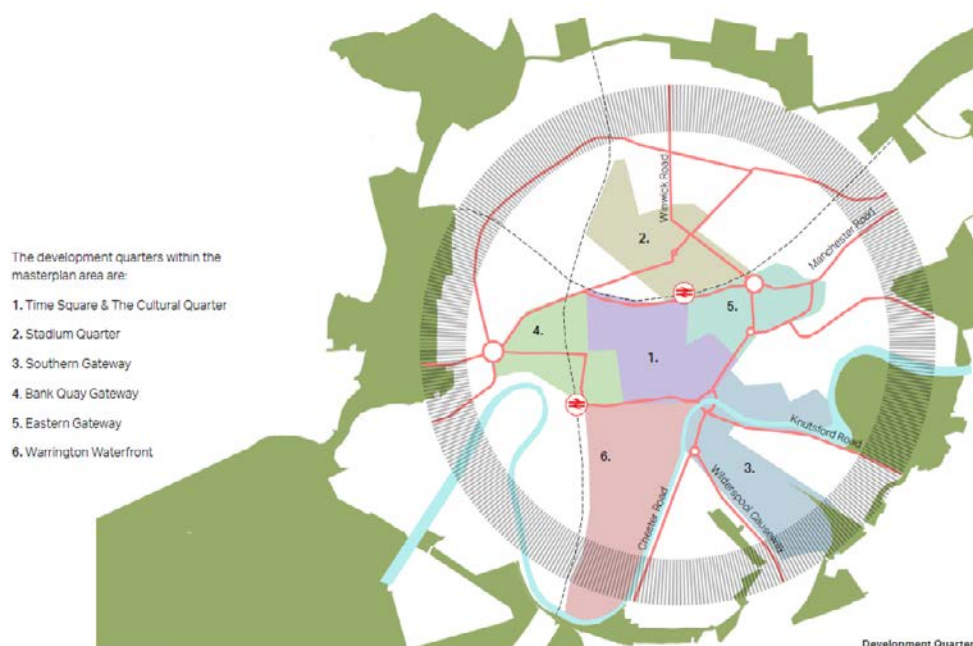 The development quarters within the
masterplan area are:
1. Time Square & The Cultural Quarter
2. Stadium Quarter
3. Southern Gateway
4. Bank Quay Gateway
5. Eastern Gateway
6. Warrington Waterfront
Winwick Road
Manchester Road
2.
5.
4.
1.
Knutsford Road
6.
3.
Chester Road
Wilderspool Causeway
Development Quarter